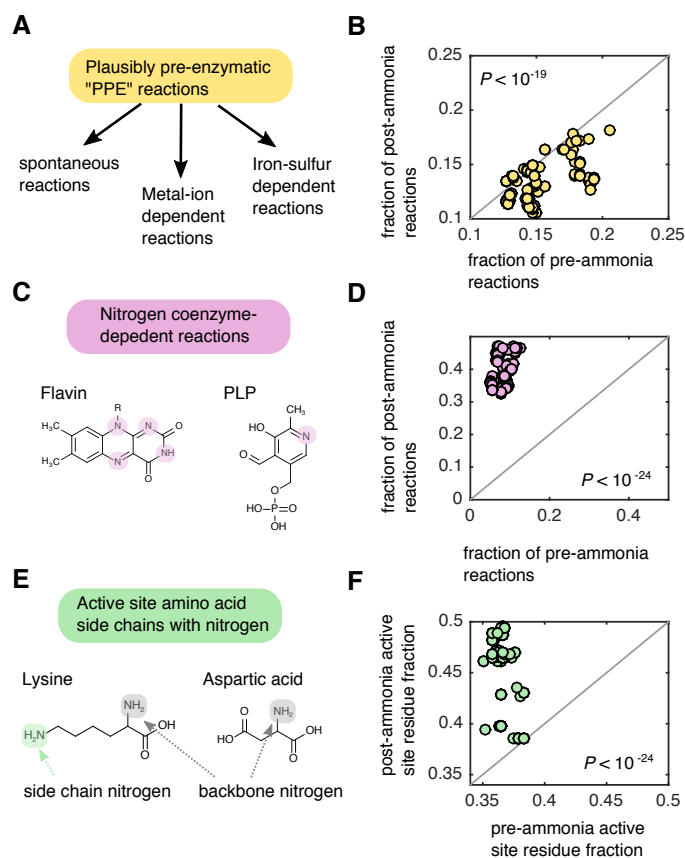 A
Plausibly pre-enzymatic
"PPE" reactions
spontaneous
reactions
Metal-ion
dependent
reactions
Iron-sulfur
dependent
reactions
B
P < 10-19
0.25
0.2
0.15
0.1
0.1
0.15
0.2
0.25
fraction of post-ammonia
reactions
fraction of pre-ammonia
reactions
C
Nitrogen coenzyme-
depedent reactions
Flavin
R
H3C
H3C
N
N
N
NH
O
O
PLP
CH3
HO
N
O
O
HO
P
O
OH
D
P < 10 -24
0.4
0.3
0.2
0.1
0
0
0.2
0.4
fraction of post-ammonia
reactions
fraction of pre-ammonia
reactions
E
Active site amino acid
side chains with nitrogen
Lysine
NH2
H2N
OH
O
Aspartic acid
O
NH2
HO
OH
O
side chain nitrogen
backbone nitrogen
F
P < 10 -24
0.5
0.45
0.4
0.35
0.35
0.4
0.45
0.5
post-ammonia active
site residue fraction
pre-ammonia active
site residue fraction